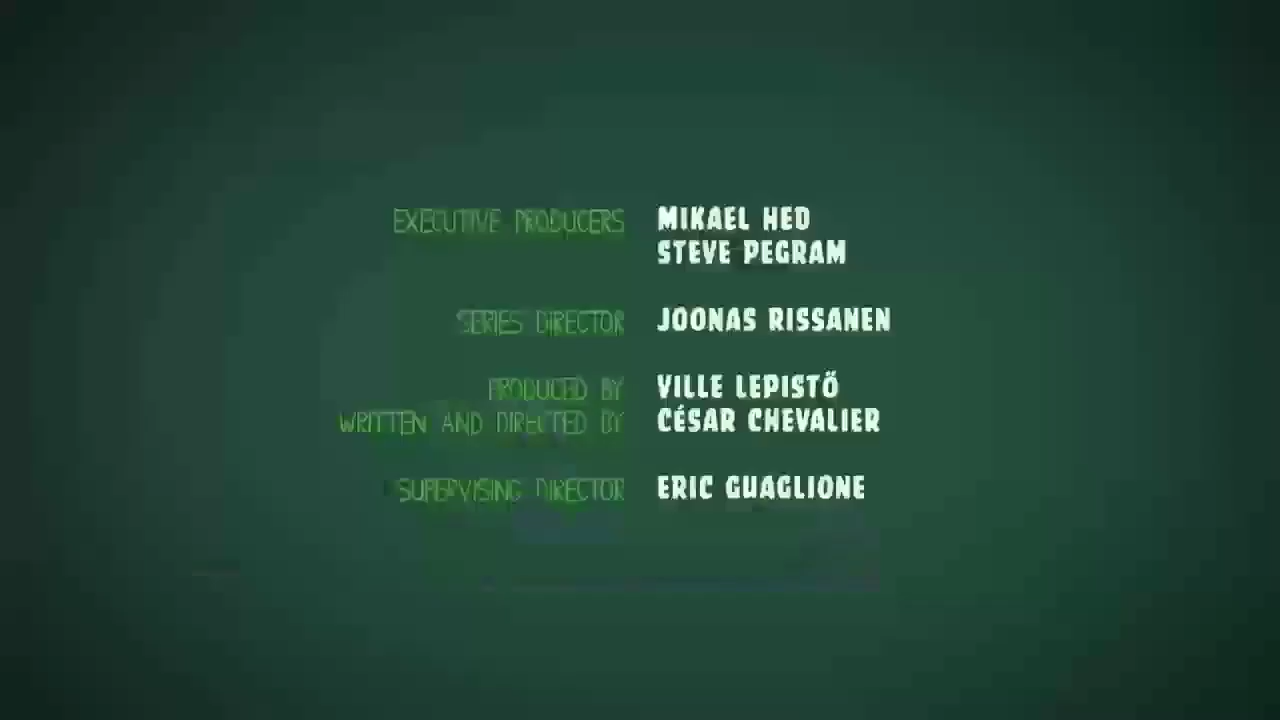 EXECUTIVE PRODUCERS MIKAEL HED
STEVE PEGRAM
SERIES DIRECTOR JOONAS RISSANEN
PRODUCED BY VILLE LEPISTÖ
WRITTEN AND DIRECTED BY CÉSAR CHEVALIER
SUPERVISING DIRECTOR ERIC GUAGLIONE